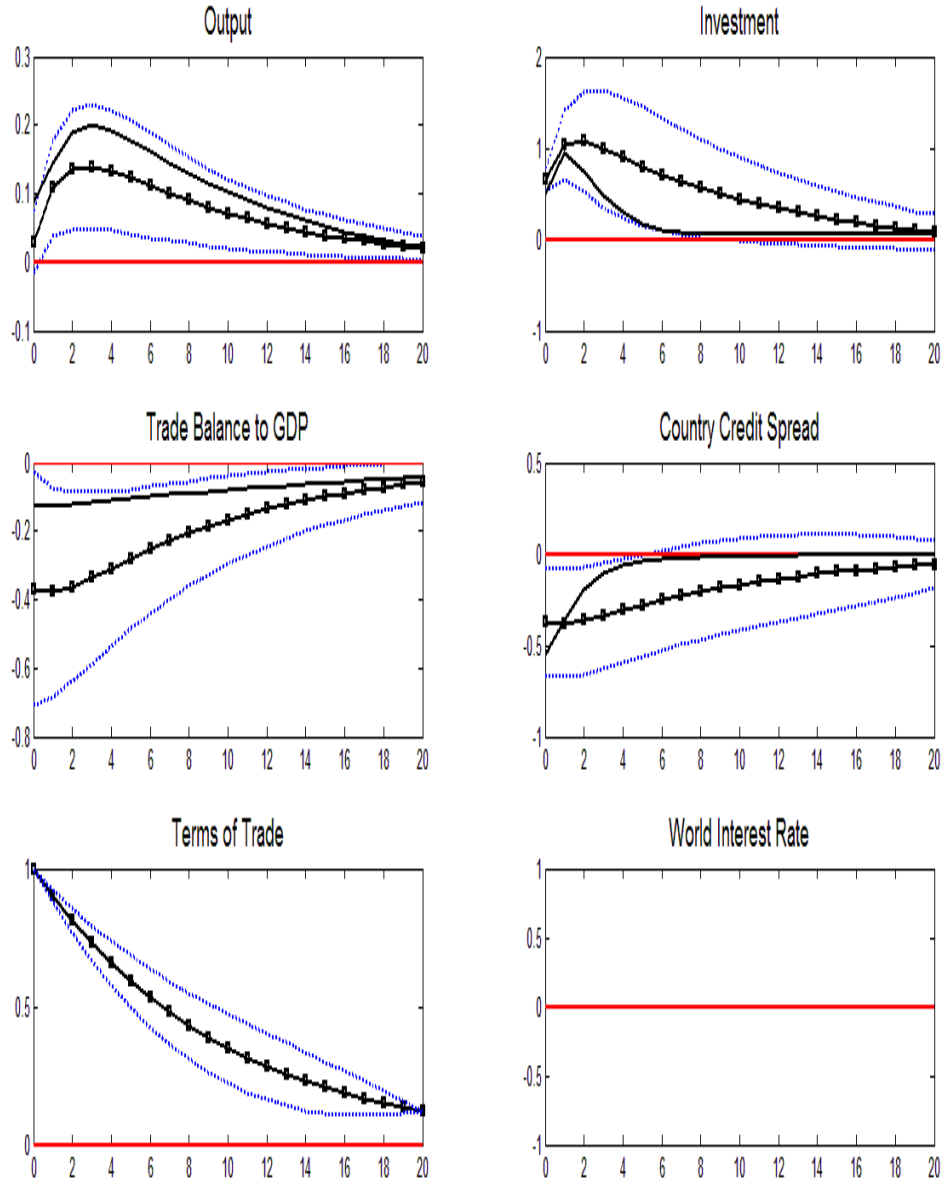 Output
0.3
0.2
0.1
0
-0.1
0 2 4 6 8 10 12 14 16 18 20
Investment
2
1
0
-1
0 2 4 6 8 10 12 14 16 18 20
Trade Balance to GDP
0
-0.2
-0.4
-0.6
-0.8
0 2 4 6 8 10 12 14 16 18 20
Country Credit Spread
0.5
0
-0.5
-1
0 2 4 6 8 10 12 14 16 18 20
Terms of Trade
1
0.5
0
0 2 4 6 8 10 12 14 16 18 20
World Interest Rate
1
0.5
0
-0.5
-1
0 2 4 6 8 10 12 14 16 18 20